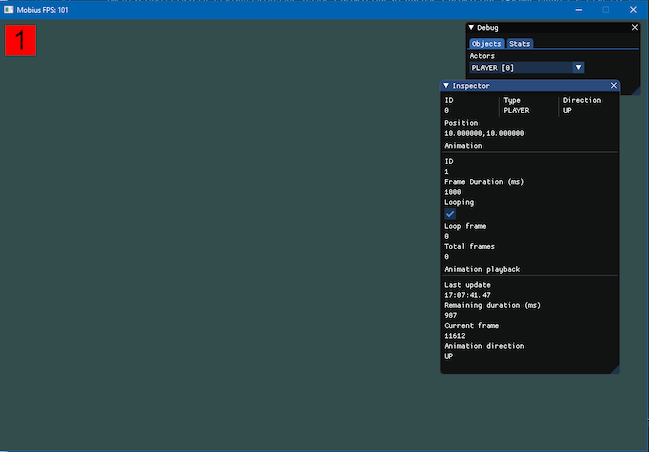 Mobius FPS: 101
1
Debug
Objects Stats
Actors
PLAYER [0]
Inspector
ID Type Direction
0 PLAYER UP
Position
10.000000,10.000000
Animation
ID
1
Frame Duration (ms)
1000
Looping
Loop frame
0
Total frames
0
Animation playback
Last update
17:07:41.47
Remaining duration (ms)
987
Current frame
11612
Animation direction
UP